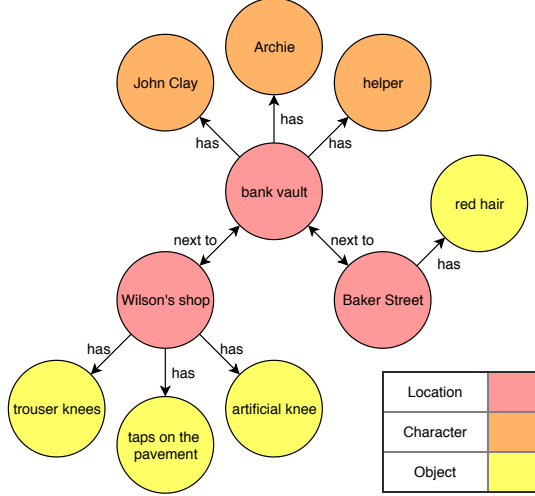 Archie
John Clay
helper
has
has
has
bank vault
red hair
next to
next to
has
Wilson's shop
Baker Street
has
has
has
trouser knees
taps on the
pavement
artificial knee
Location
Character
Object